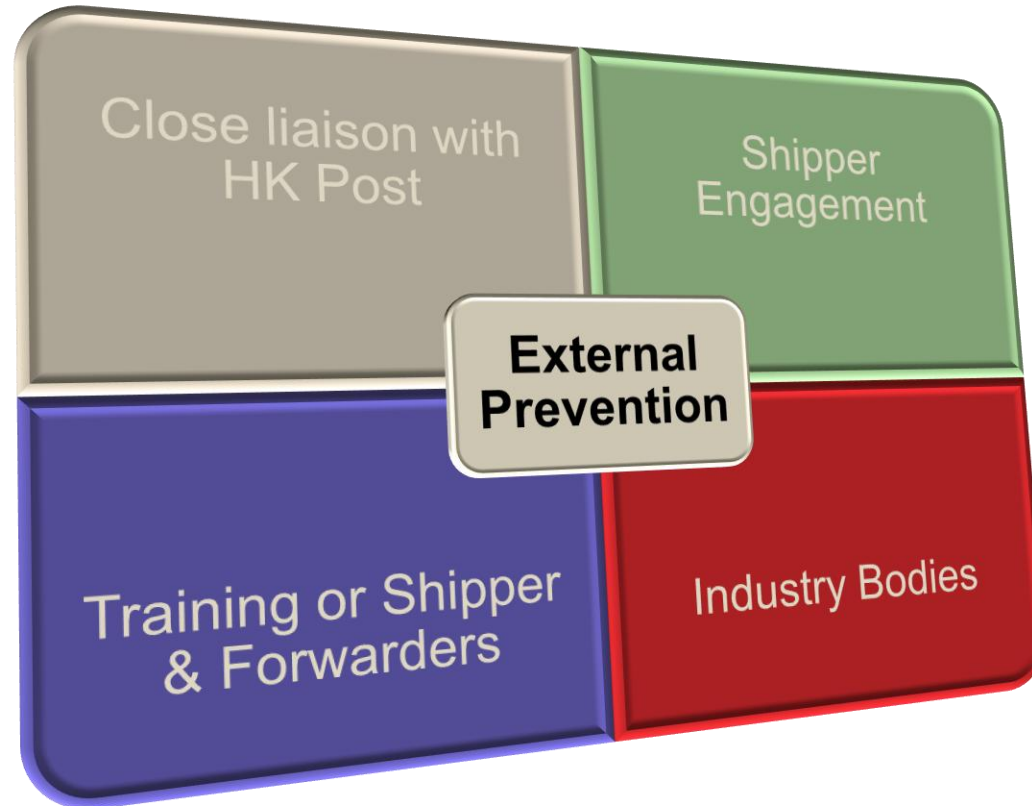 Close liaison with
HK Post
Shipper
Engagement
External
Prevention
Training or Shipper
& Forwarders
Industry Bodies